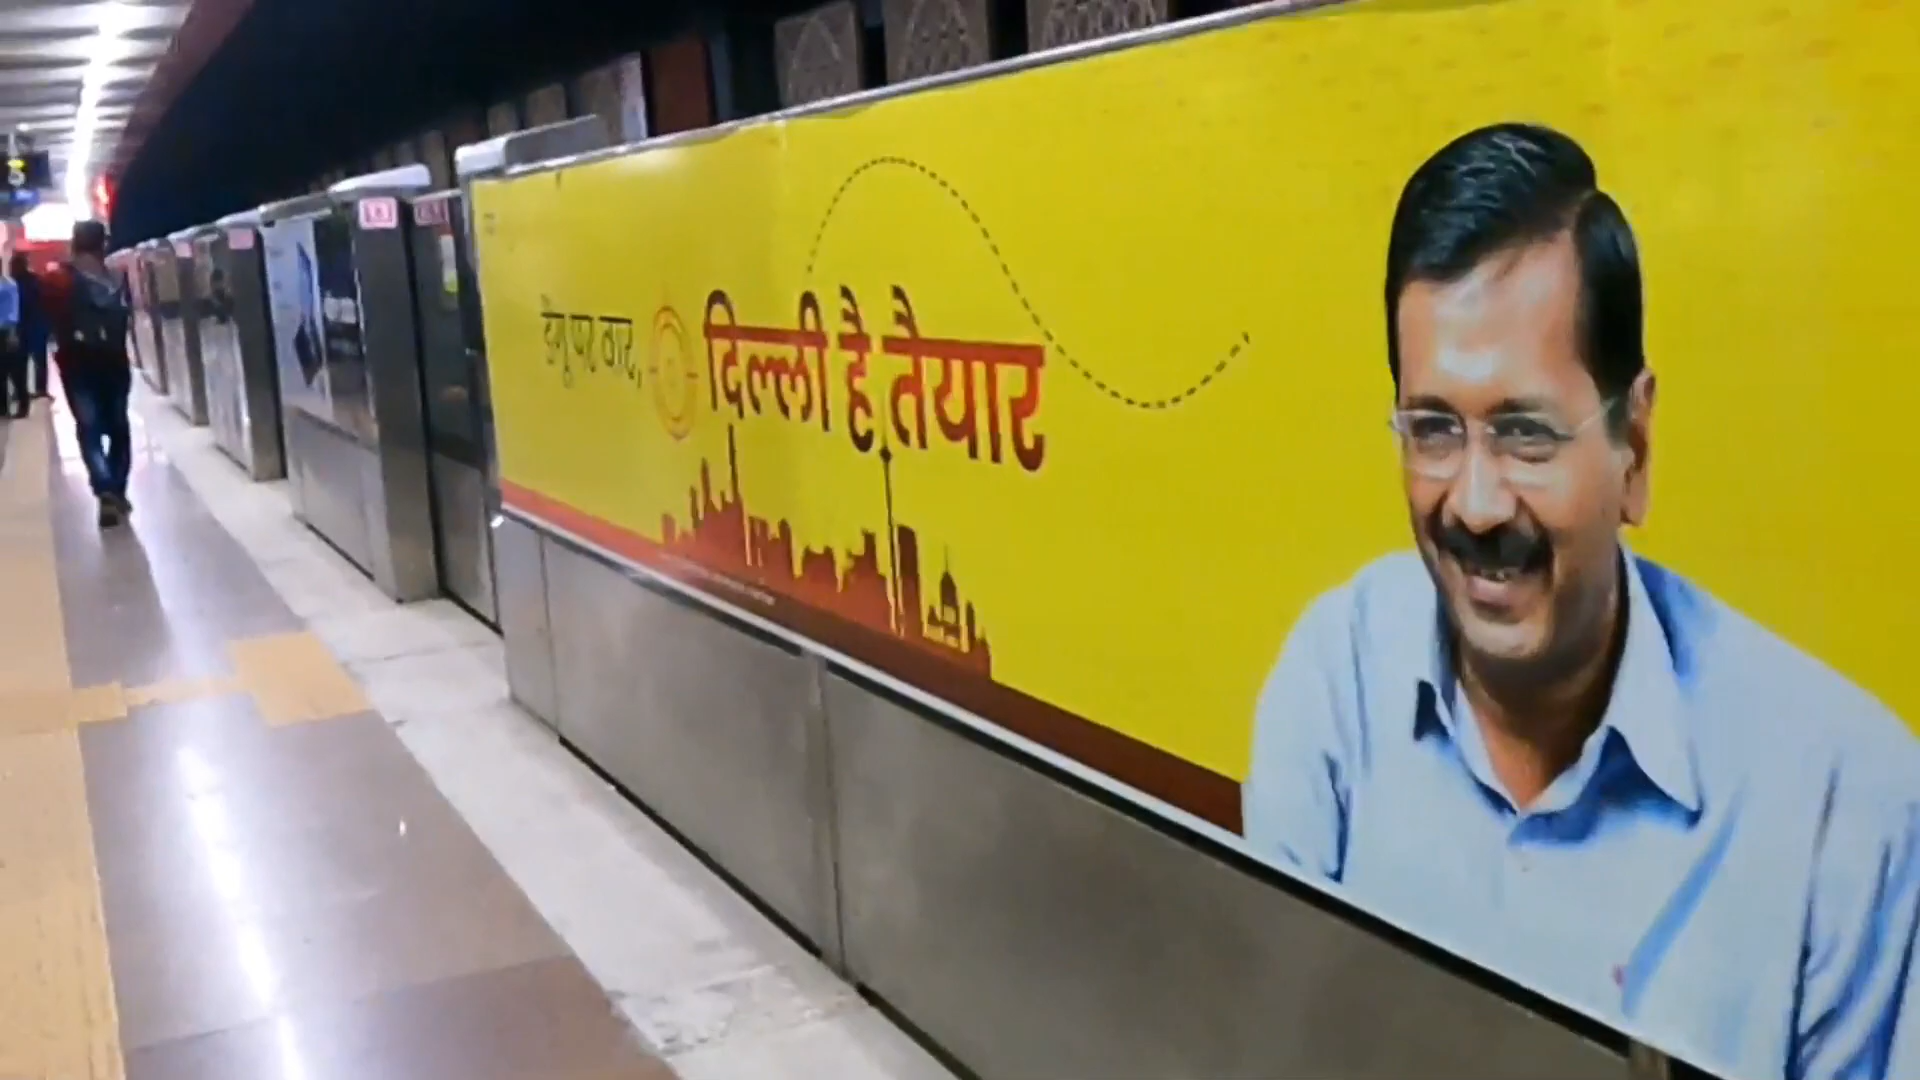 डेंगू पर वार,
दिल्ली है तैयार